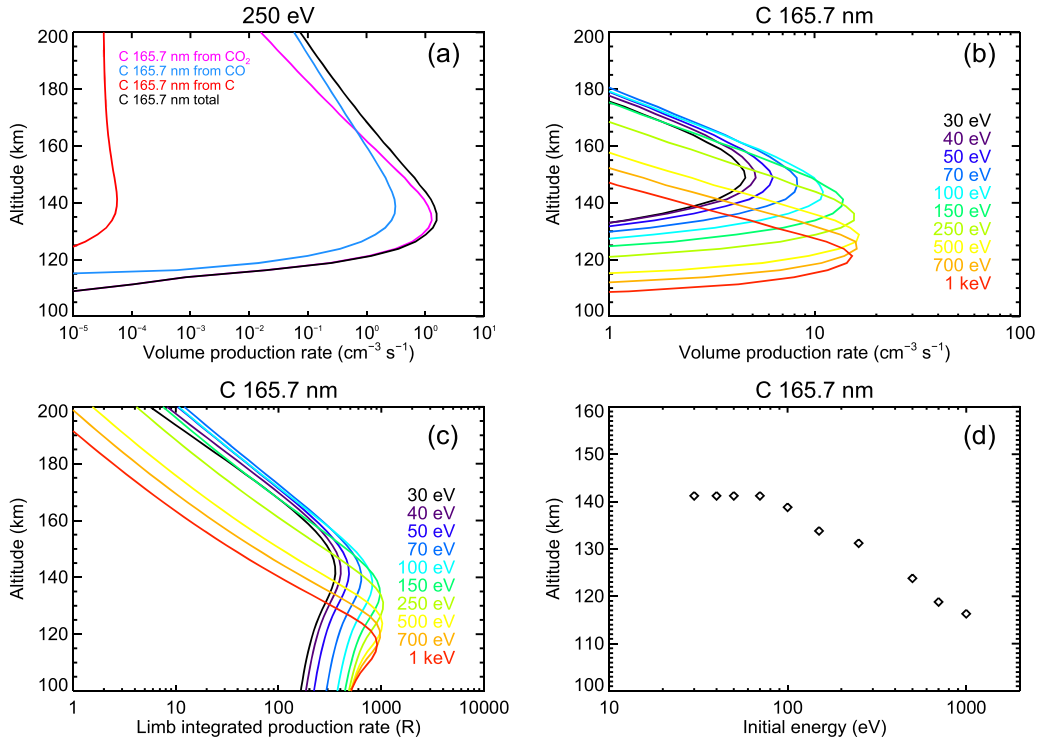 250 eV
(a)
C 165.7 nm from CO₂
C 165.7 nm from CO
C 165.7 nm from C
C 165.7 nm total
Altitude (km)
200
180
160
140
120
100
10⁻⁵
10⁻⁴
10⁻³
10⁻²
10⁻¹
10⁰
10⁰
10¹
Volume production rate (cm⁻³ s⁻¹)
C 165.7 nm
(b)
30 eV
40 eV
50 eV
70 eV
100 eV
150 eV
250 eV
500 eV
700 eV
1 keV
Altitude (km)
200
180
160
140
120
100
1
10
100
Volume production rate (cm⁻³ s⁻¹)
C 165.7 nm
(c)
30 eV
40 eV
50 eV
70 eV
100 eV
150 eV
250 eV
500 eV
700 eV
1 keV
Altitude (km)
200
180
160
140
120
100
1
10
100
1000
10000
Limb integrated production rate (R)
C 165.7 nm
(d)
Altitude (km)
160
150
140
130
120
110
100
10
100
1000
Initial energy (eV)